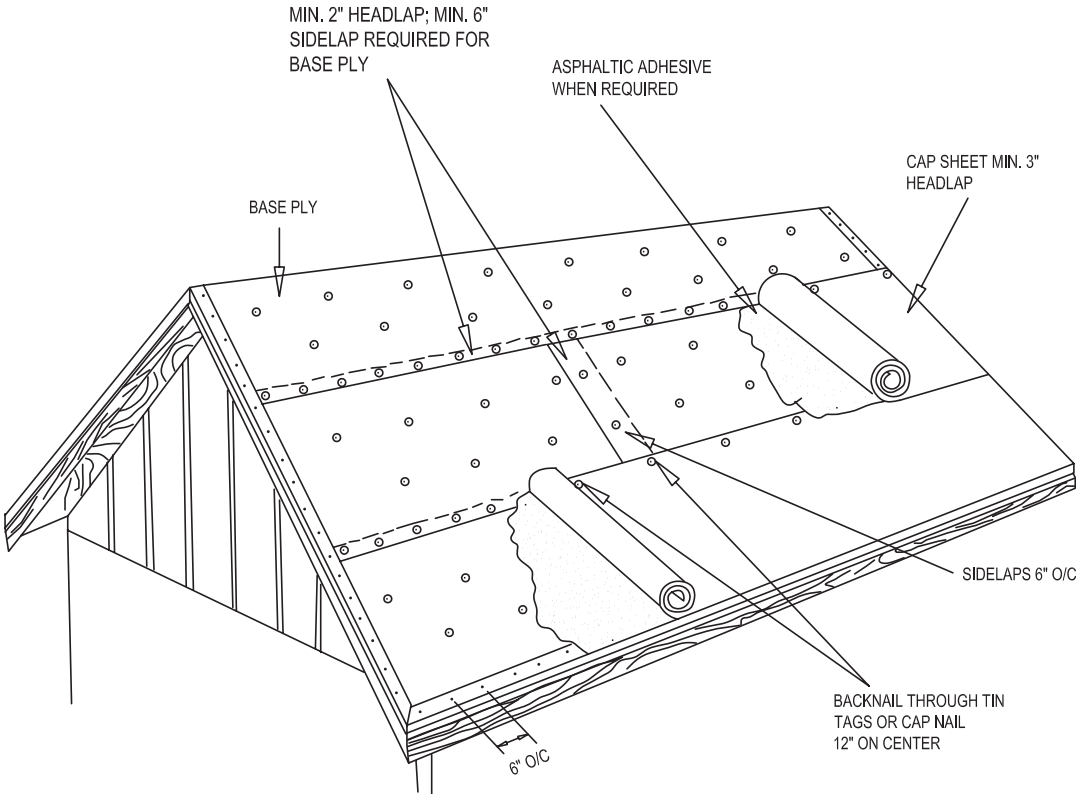 MIN. 2" HEADLAP; MIN. 6"
SIDELAP REQUIRED FOR
BASE PLY
ASPHALTIC ADHESIVE
WHEN REQUIRED
CAP SHEET MIN. 3"
HEADLAP
BASE PLY
SIDELAPS 6" O/C
BACKNAIL THROUGH TIN
TAGS OR CAP NAIL
12" ON CENTER
6" O/C